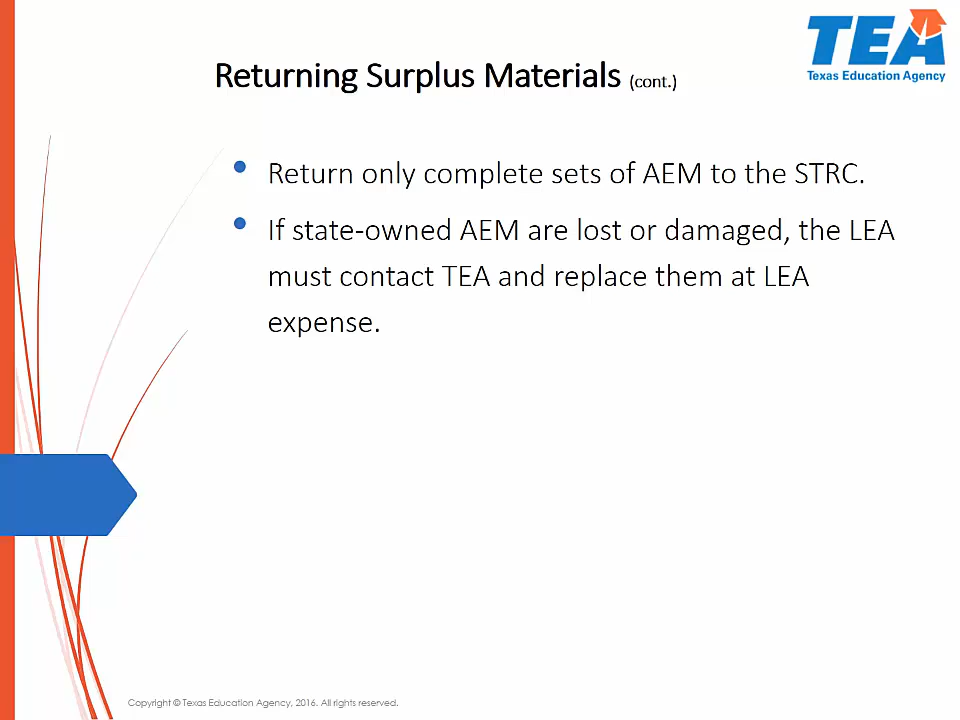 TEA
Texas Education Agency
Returning Surplus Materials (cont.)
Return only complete sets of AEM to the STRC.
If state-owned AEM are lost or damaged, the LEA
must contact TEA and replace them at LEA
expense.
Copyright © Texas Education Agency, 2016. All rights reserved.